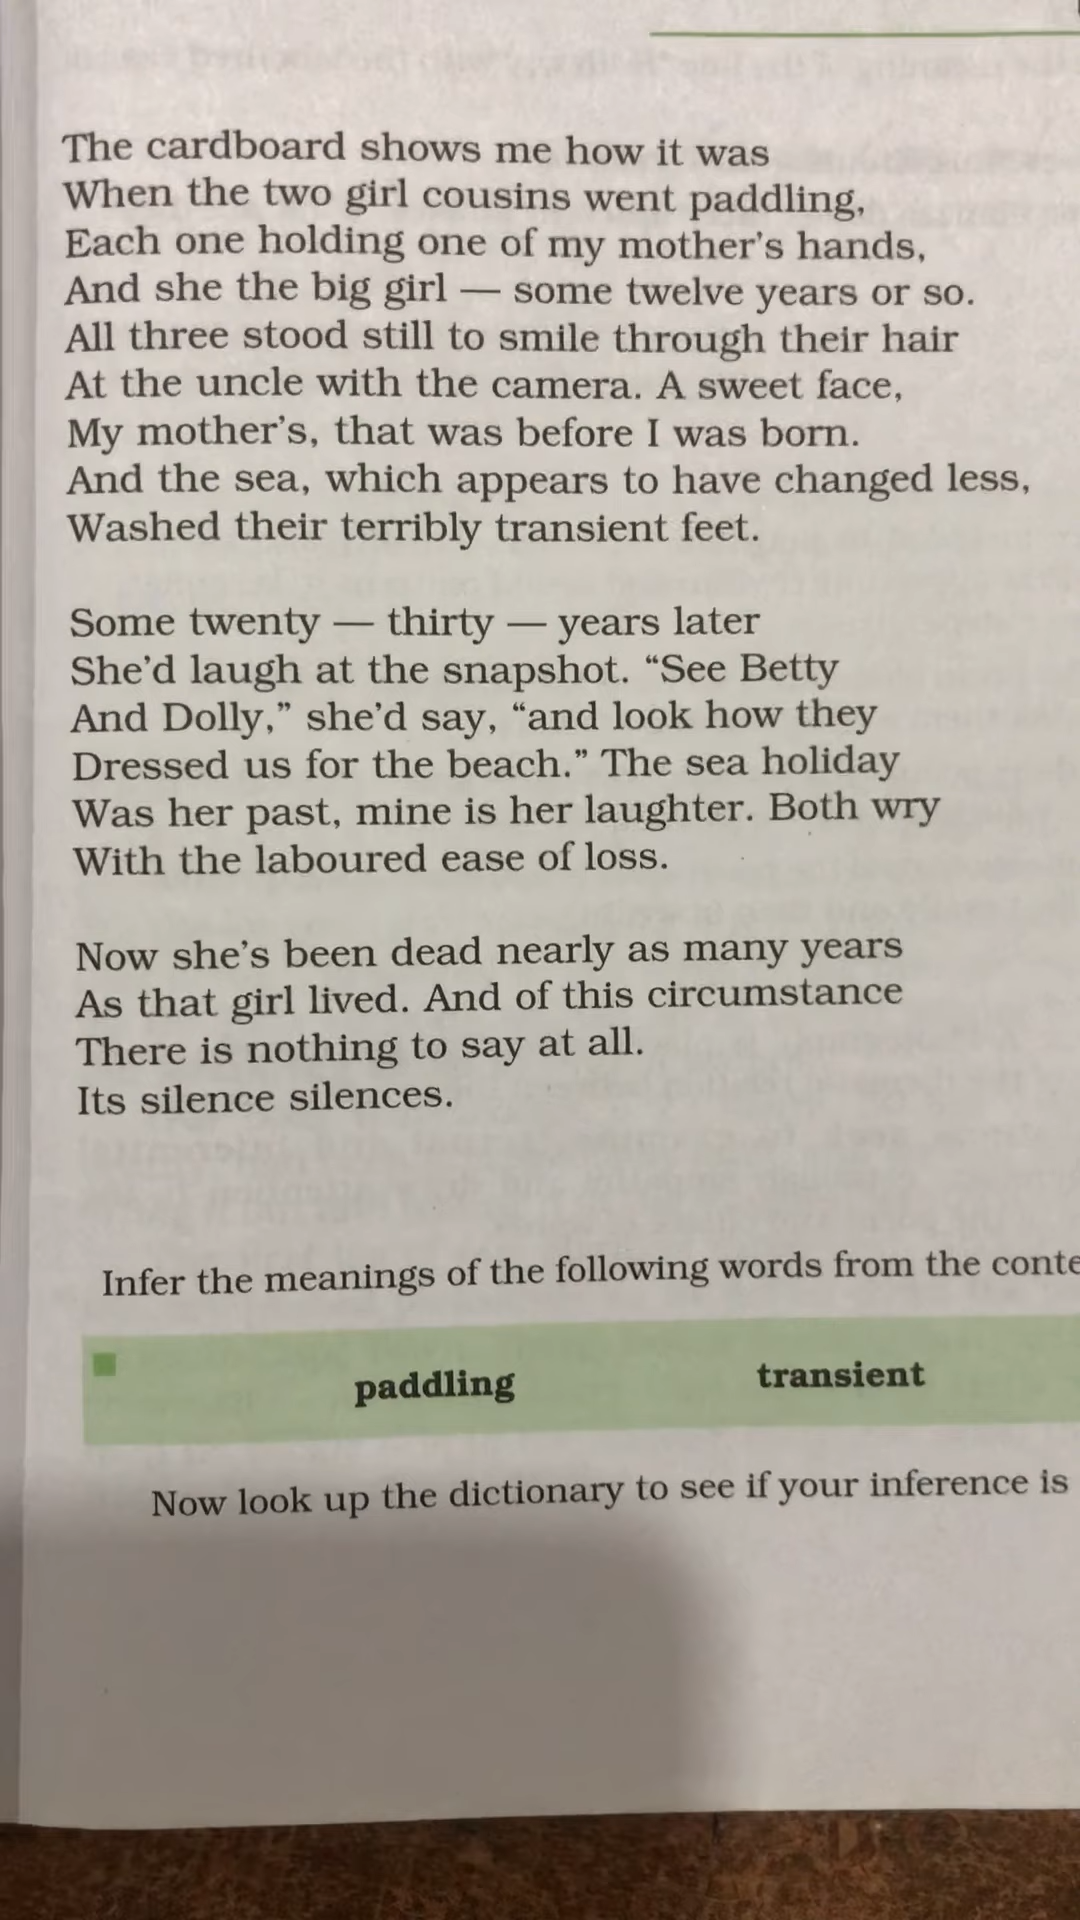 The cardboard shows me how it was
When the two girl cousins went paddling,
Each one holding one of my mother's hands,
And she the big girl — some twelve years or so.
All three stood still to smile through their hair
At the uncle with the camera. A sweet face,
My mother's, that was before I was born.
And the sea, which appears to have changed less,
Washed their terribly transient feet.
Some twenty — thirty — years later
She'd laugh at the snapshot. “See Betty
And Dolly,” she'd say, “and look how they
Dressed us for the beach.” The sea holiday
Was her past, mine is her laughter. Both wry
With the laboured ease of loss.
Now she's been dead nearly as many years
As that girl lived. And of this circumstance
There is nothing to say at all.
Its silence silences.
Infer the meanings of the following words from the
paddling transient
Now look up the dictionary to see if your inference is